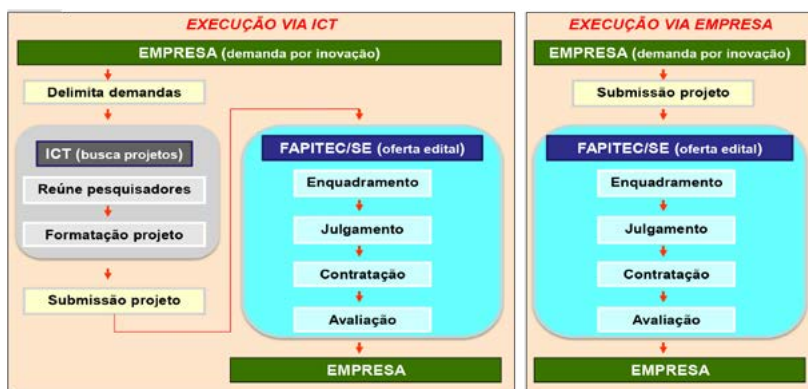 EXECUÇÃO VIA ICT
EMPRESA (demanda por inovação)
Delimita demandas
ICT (busca projetos)
Reúne pesquisadores
Formatação projeto
Submissão projeto
FAPITEC/SE (oferta edital)
Enquadramento
Julgamento
Contratação
Avaliação
EMPRESA
EXECUÇÃO VIA EMPRESA
EMPRESA (demanda por inovação)
Submissão projeto
FAPITEC/SE (oferta edital)
Enquadramento
Julgamento
Contratação
Avaliação
EMPRESA